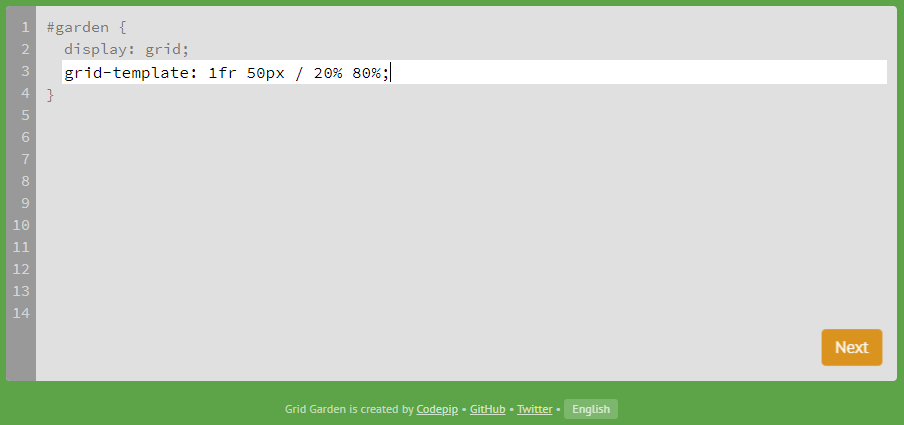 1 #garden {
2 display: grid;
3 grid-template: 1fr 50px / 20% 80%;
4 }
5
6
7
8
9
10
11
12
13
14
Next
Grid Garden is created by Codepip • GitHub • Twitter • English